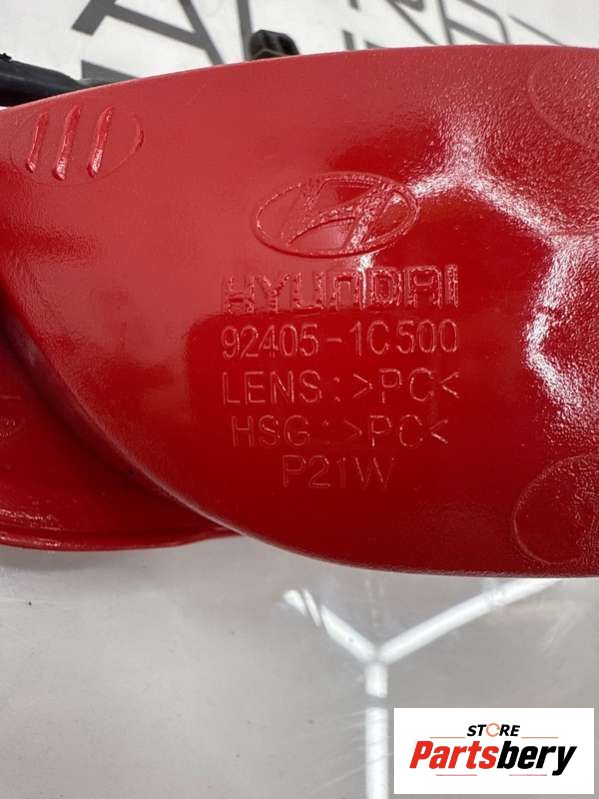 HYUNDAI
92405-1C500
LENS:>PC<
HSG:>PC<
P21W
STORE
Partsbery